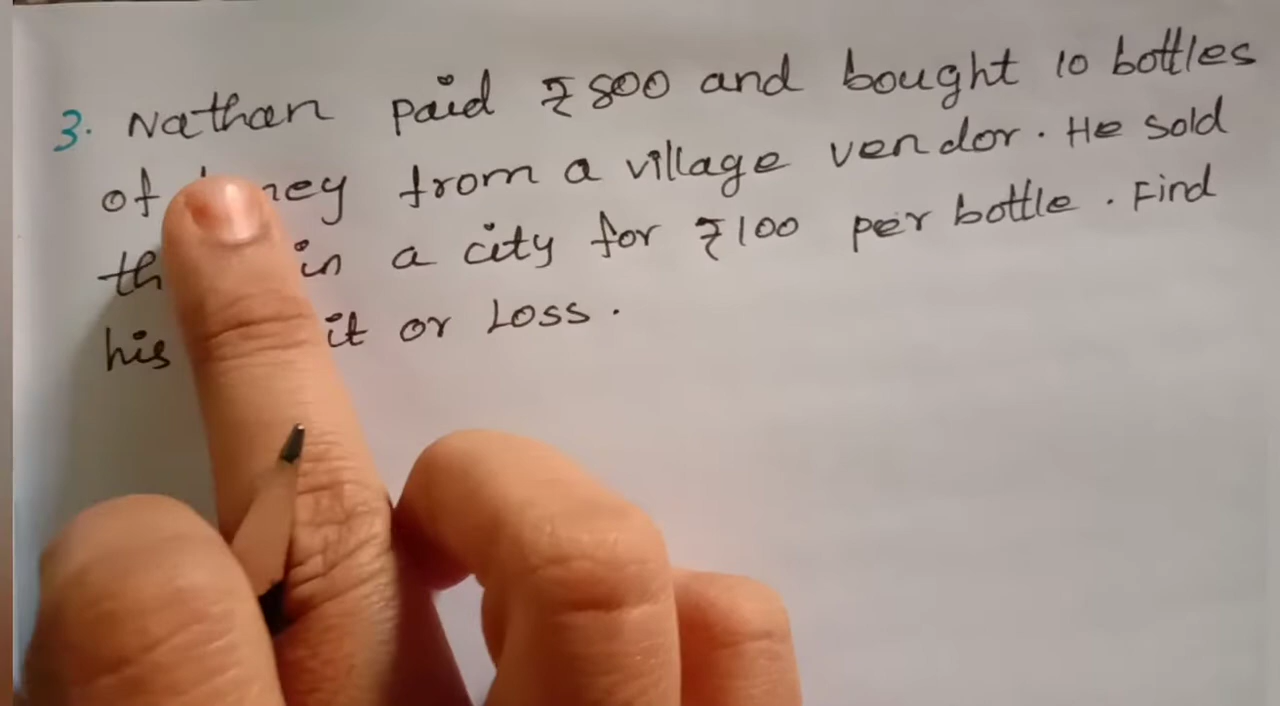 3. Nathan paid ₹800 and bought 10 bottles
of from a village vendor. He sold
in a city for ₹100 per bottle. Find
his or Loss.